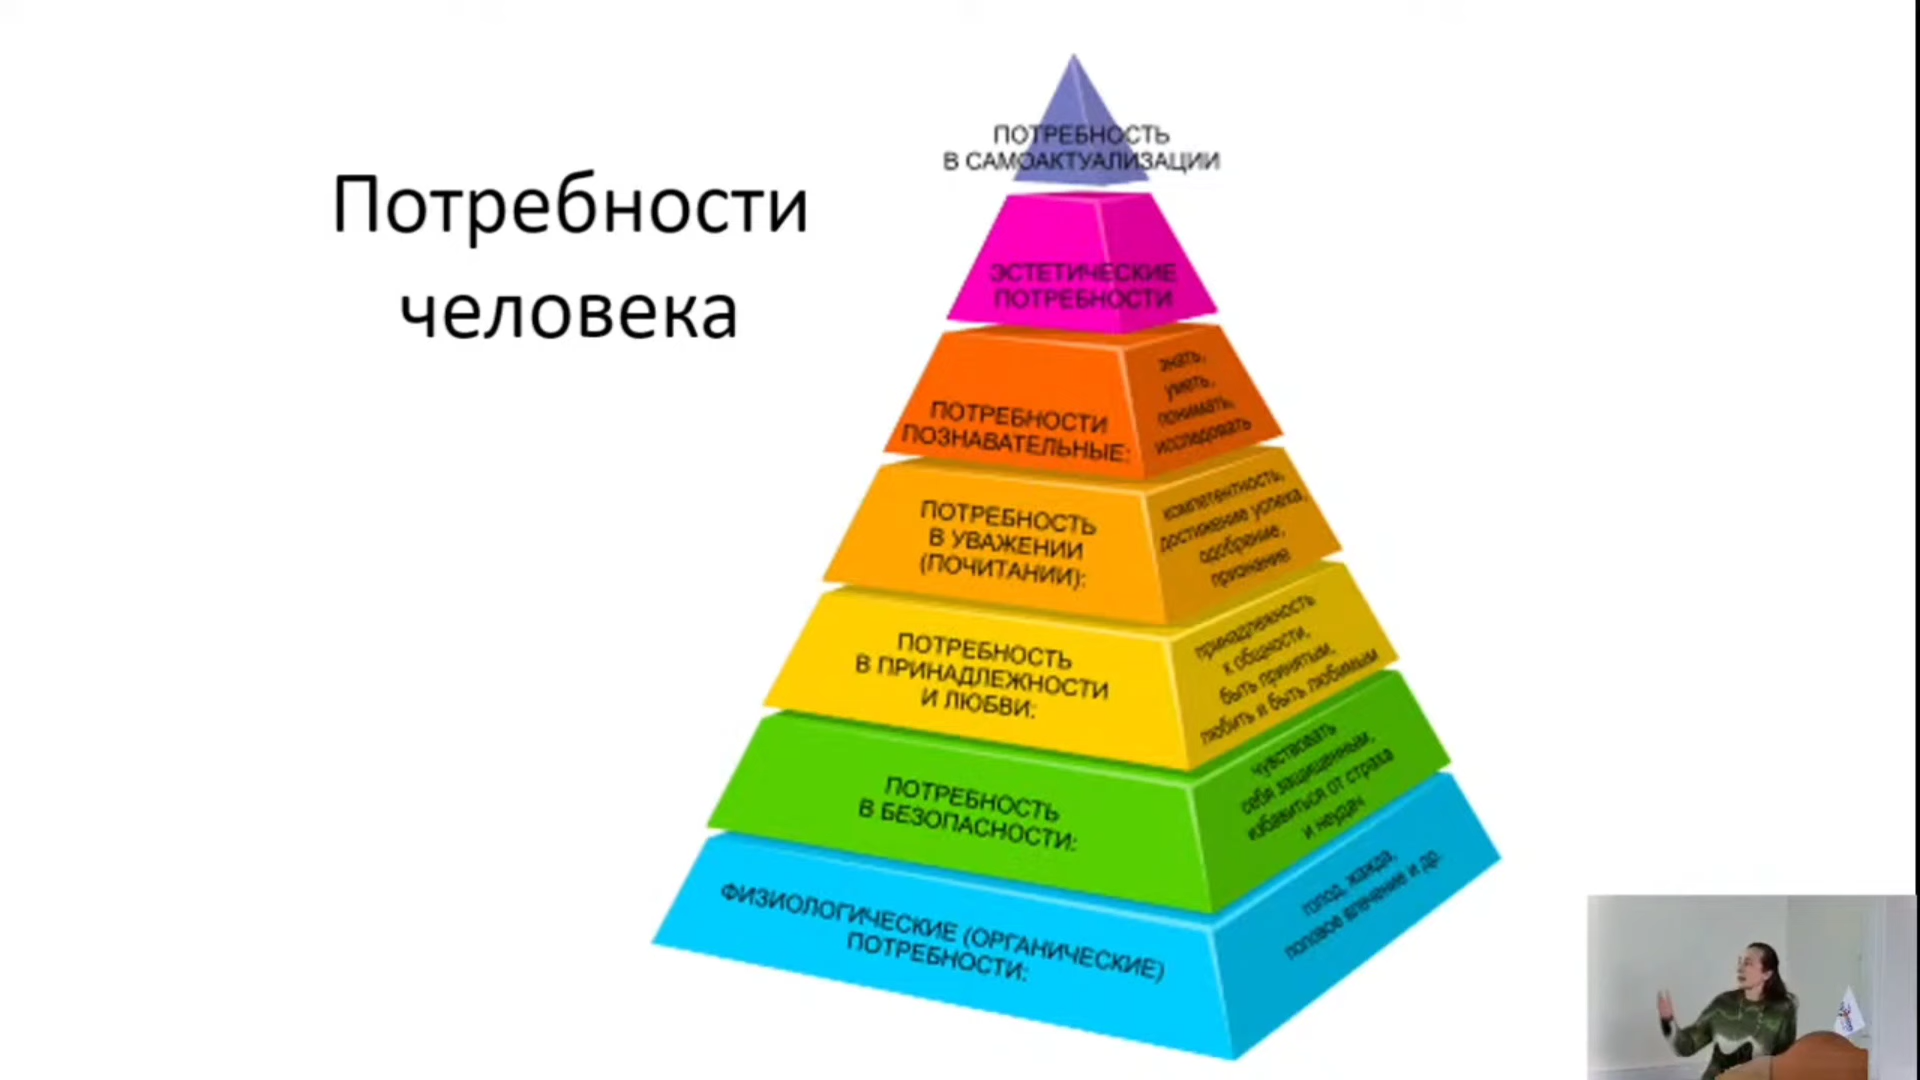 Потребности
человека
ПОТРЕБНОСТЬ
В САМОАКТУАЛИЗАЦИИ
ЭСТЕТИЧЕСКИЕ
ПОТРЕБНОСТИ
ПОТРЕБНОСТИ
ПОЗНАВАТЕЛЬНЫЕ:
знать,
уметь,
понимать,
исследовать
ПОТРЕБНОСТЬ
В УВАЖЕНИИ
(ПОЧИТАНИИ):
компетентность,
достижение успеха,
одобрение,
признание
ПОТРЕБНОСТЬ
В ПРИНАДЛЕЖНОСТИ
И ЛЮБВИ:
принадлежность
к общности,
быть принятым,
любить и быть любимым
ПОТРЕБНОСТЬ
В БЕЗОПАСНОСТИ:
чувствовать
себя защищенным,
избавиться от страха
и неудач
ФИЗИОЛОГИЧЕСКИЕ (ОРГАНИЧЕСКИЕ)
ПОТРЕБНОСТИ:
голод, жажда,
половое влечение и др.